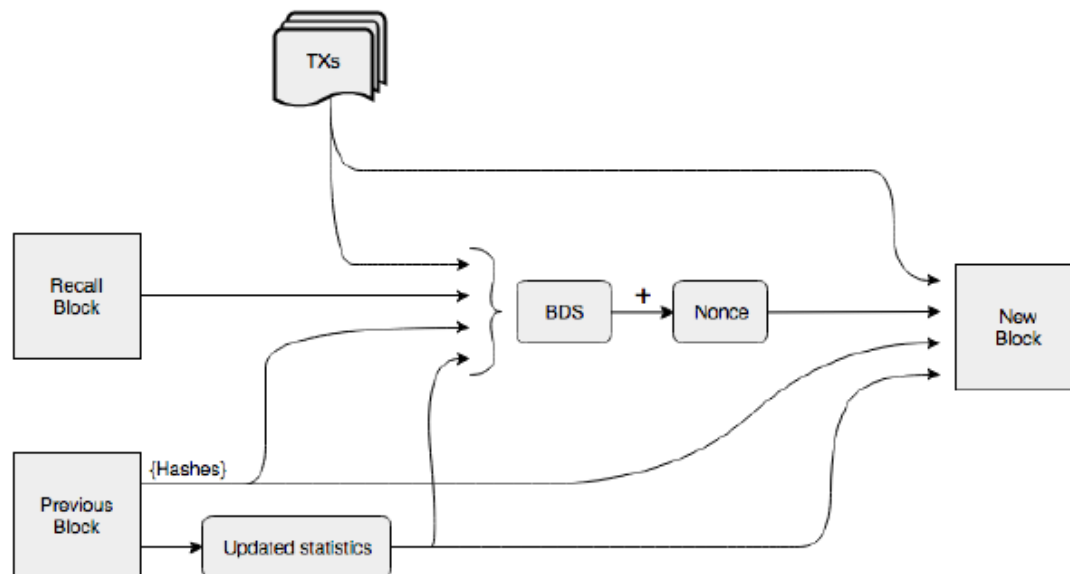 TXs
Recall
Block
BDS
+
Nonce
New
Block
{Hashes}
Previous
Block
Updated statistics